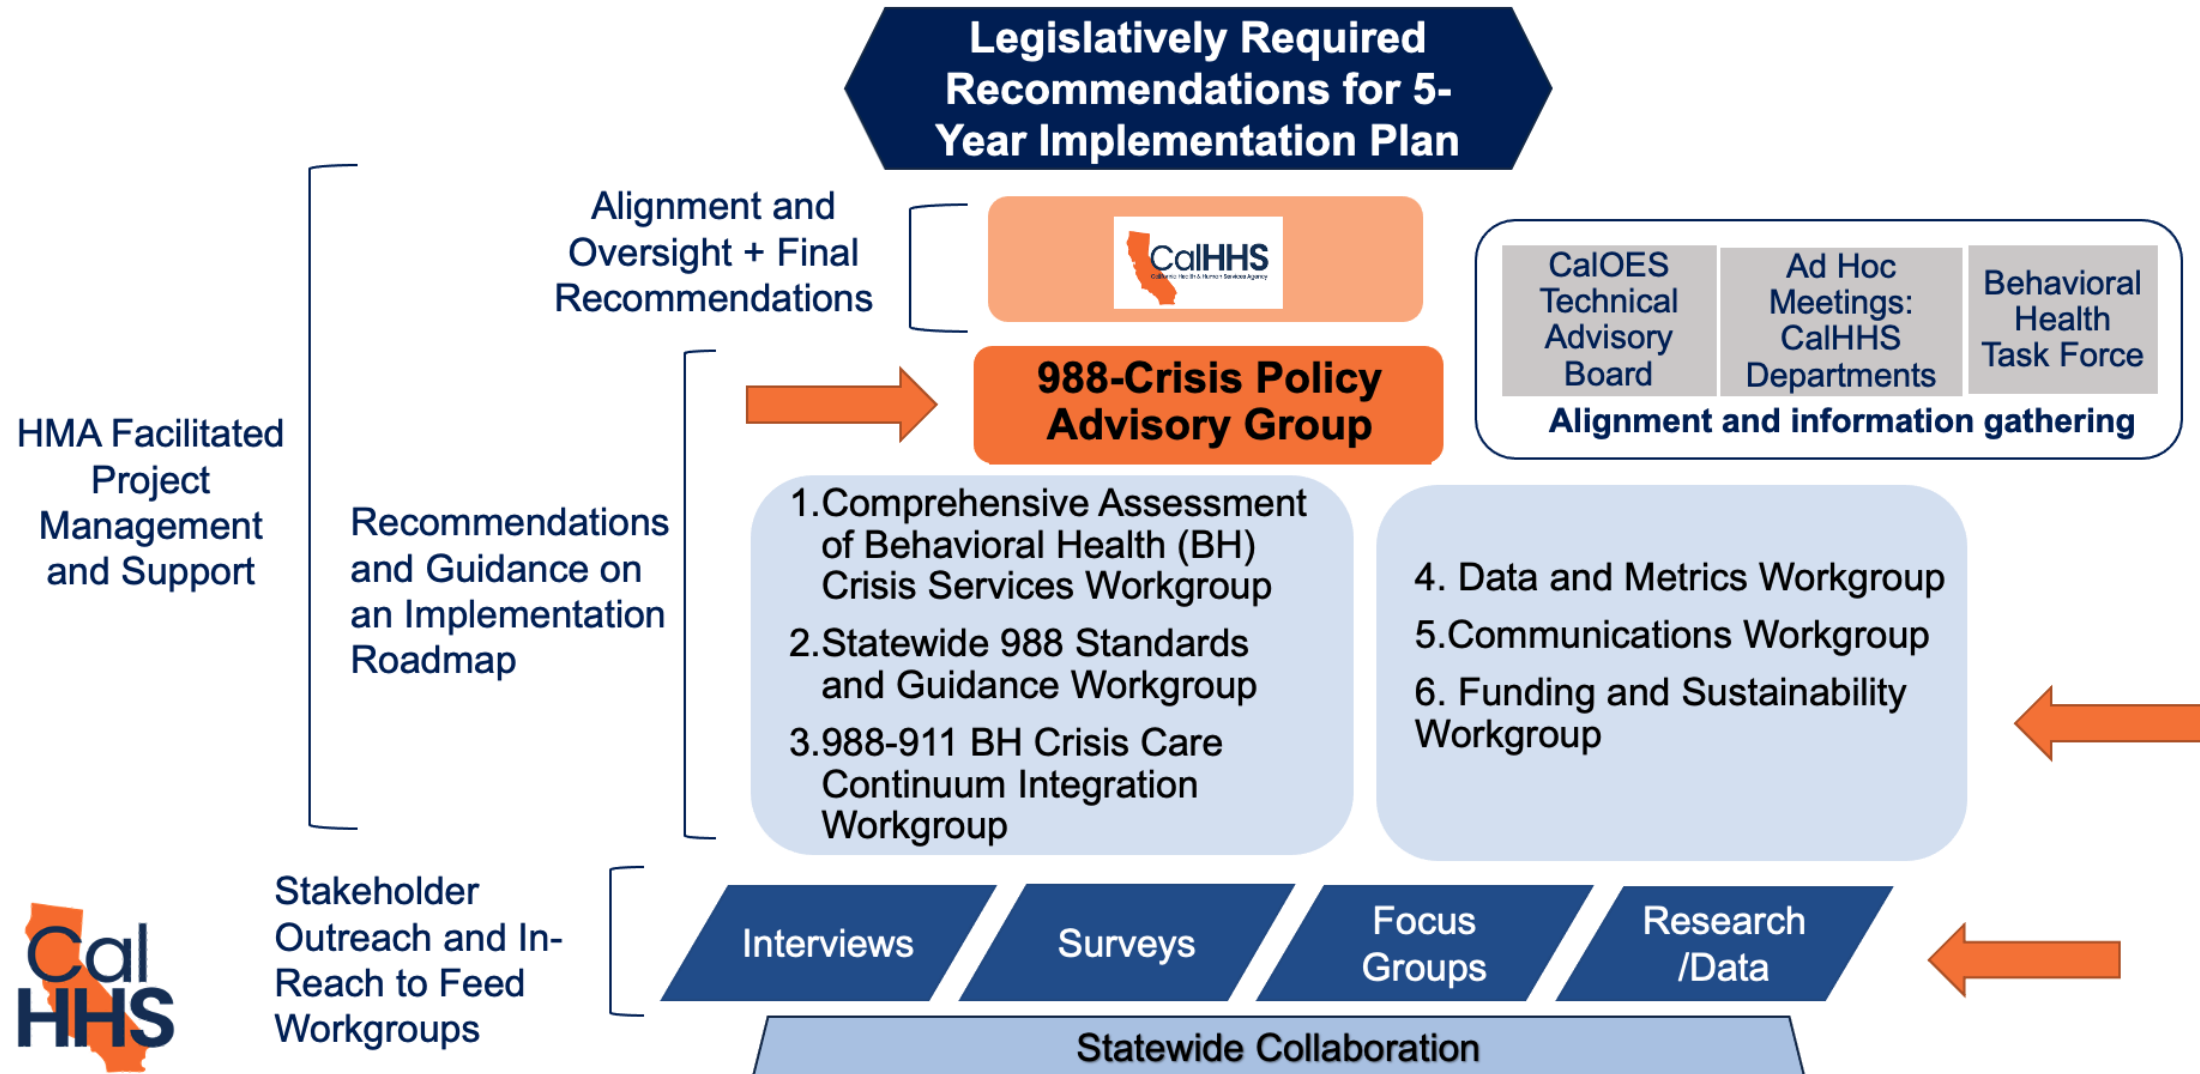 Legislatively Required
Recommendations for 5-
Year Implementation Plan
Alignment and
Oversight + Final
Recommendations
CalHHS
California Health & Human Services Agency
CalOES
Technical
Advisory
Board
Ad Hoc
Meetings:
CalHHS
Departments
Behavioral
Health
Task Force
Alignment and information gathering
988-Crisis Policy
Advisory Group
HMA Facilitated
Project
Management
and Support
Recommendations
and Guidance on
an Implementation
Roadmap
1.Comprehensive Assessment
of Behavioral Health (BH)
Crisis Services Workgroup
2.Statewide 988 Standards
and Guidance Workgroup
3.988-911 BH Crisis Care
Continuum Integration
Workgroup
4. Data and Metrics Workgroup
5.Communications Workgroup
6. Funding and Sustainability
Workgroup
Stakeholder
Outreach and In-
Reach to Feed
Workgroups
Interviews
Surveys
Focus
Groups
Research
/Data
Statewide Collaboration
Cal
HHS